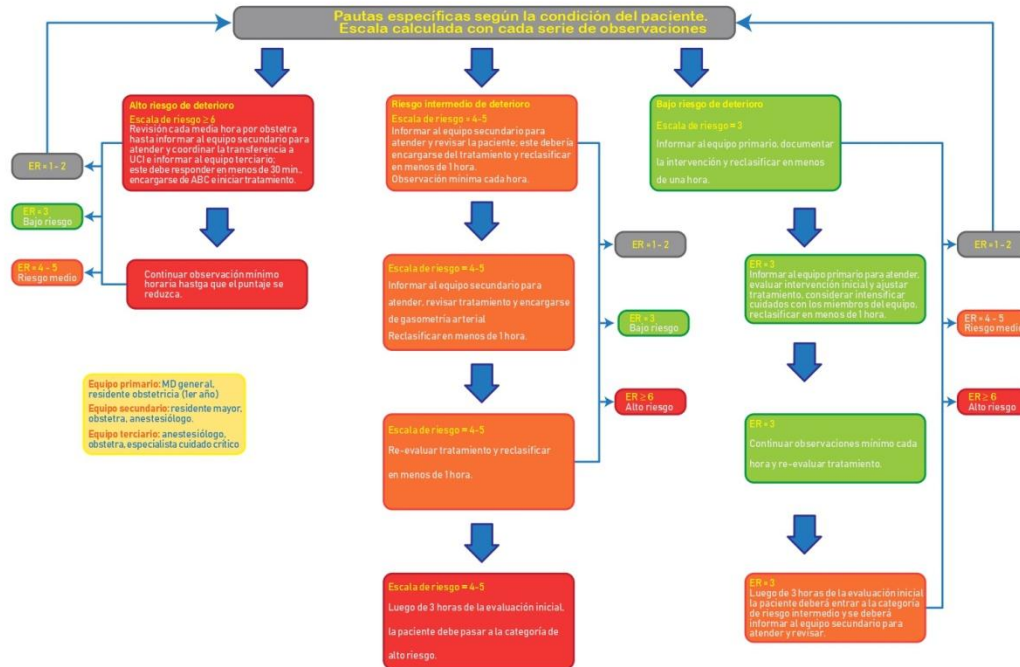 Pautas específicas según la condición del paciente.
Escala calculada con cada serie de observaciones
Alto riesgo de deterioro
Escala de riesgo ≥ 6
Revisión cada media hora por obstetra
hasta informar al equipo secundario para
atender y coordinar la transferencia a
UCI e informar al equipo terciario;
este debe responder en menos de 30 min..
encargarse de ABC e iniciar tratamiento.
ER = 1 - 2
ER = 3
Bajo riesgo
ER = 4 - 5
Riesgo medio
Continuar observación mínimo
horaria hastga que el puntaje se
reduzca.
Equipo primario: MD general,
residente obstetricia (1er año)
Equipo secundario: residente mayor,
obstetra, anestesiólogo.
Equipo terciario: anestesiólogo,
obstetra, especialista cuidado crítico
Riesgo intermedio de deterioro
Escala de riesgo = 4-5
Informar al equipo secundario para
atender y revisar la paciente; este debería
encargarse del tratamiento y reclasificar
en menos de 1 hora.
Observación mínima cada hora.
Escala de riesgo = 4-5
Informar al equipo secundario para
atender, revisar tratamiento y encargarse
de gasometría arterial
Reclasificar en menos de 1 hora.
Escala de riesgo = 4-5
Re-evaluar tratamiento y reclasificar
en menos de 1 hora.
Escala de riesgo = 4-5
Luego de 3 horas de la evaluación inicial,
la paciente debe pasar a la categoría de
alto riesgo.
ER = 1 - 2
ER = 3
Bajo riesgo
ER ≥ 6
Alto riesgo
Bajo riesgo de deterioro
Escala de riesgo = 3
Informar al equipo primario, documentar
la intervención y reclasificar en menos
de una hora.
ER = 3
Informar al equipo primario para atender,
evaluar intervención inicial y ajustar
tratamiento, considerar intensificar
cuidados con los miembros del equipo,
reclasificar en menos de 1 hora.
ER = 3
Continuar observaciones mínimo cada
hora y re-evaluar tratamiento.
ER = 3
Luego de 3 horas de la evaluación inicial
la paciente deberá entrar a la categoría
de riesgo intermedio y se deberá
informar al equipo secundario para
atender y revisar.
ER = 1 - 2
ER = 4 - 5
Riesgo medio
ER ≥ 6
Alto riesgo